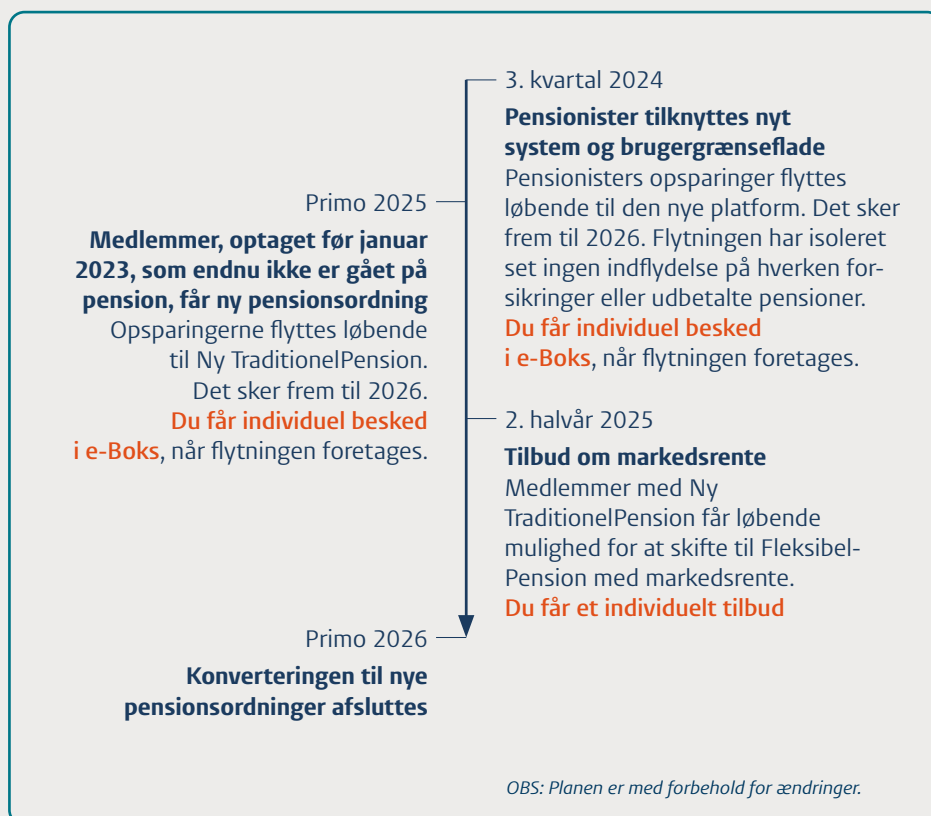 3. kvartal 2024
Pensionister tilknyttes nyt
system og brugergrænseflade
Pensionisters opsparinger flyttes
løbende til den nye platform. Det sker
frem til 2026. Flytningen har isoleret
set ingen indflydelse på hverken for-
sikringer eller udbetalte pensioner.
Du får individuel besked
i e-Boks, når flytningen foretages.
Primo 2025
Medlemmer, optaget før januar
2023, som endnu ikke er gået på
pension, får ny pensionsordning
Opsparingerne flyttes løbende
til Ny TraditionelPension.
Det sker frem til 2026.
Du får individuel besked
i e-Boks, når flytningen foretages.
2. halvår 2025
Tilbud om markedsrente
Medlemmer med Ny
TraditionelPension får løbende
mulighed for at skifte til Fleksibel-
Pension med markedsrente.
Du får et individuelt tilbud
Primo 2026
Konverteringen til nye
pensionsordninger afsluttes
OBS: Planen er med forbehold for ændringer.